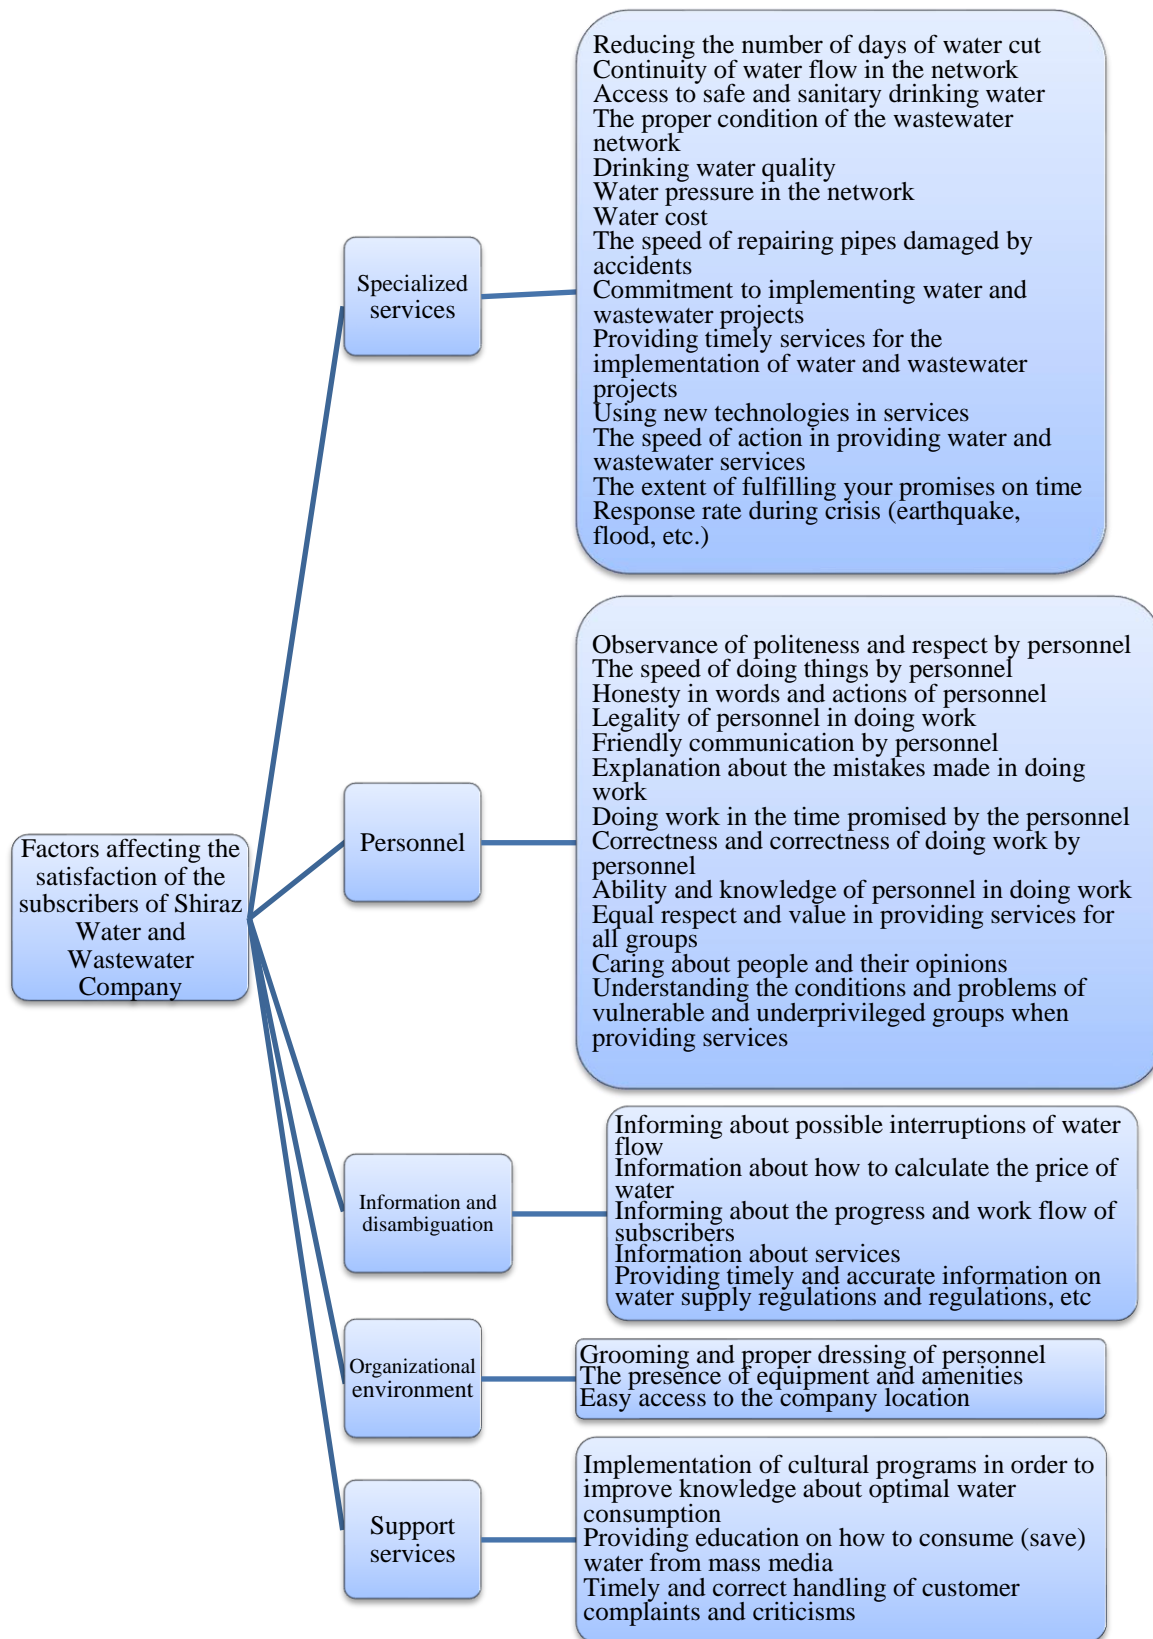 Factors affecting the
satisfaction of the
subscribers of Shiraz
Water and
Wastewater
Company
Specialized
services
Reducing the number of days of water cut
Continuity of water flow in the network
Access to safe and sanitary drinking water
The proper condition of the wastewater
network
Drinking water quality
Water pressure in the network
Water cost
The speed of repairing pipes damaged by
accidents
Commitment to implementing water and
wastewater projects
Providing timely services for the
implementation of water and wastewater
projects
Using new technologies in services
The speed of action in providing water and
wastewater services
The extent of fulfilling your promises on time
Response rate during crisis (earthquake,
flood, etc.)
Personnel
Observance of politeness and respect by personnel
The speed of doing things by personnel
Honesty in words and actions of personnel
Legality of personnel in doing work
Friendly communication by personnel
Explanation about the mistakes made in doing
work
Doing work in the time promised by the personnel
Correctness and correctness of doing work by
personnel
Ability and knowledge of personnel in doing work
Equal respect and value in providing services for
all groups
Caring about people and their opinions
Understanding the conditions and problems of
vulnerable and underprivileged groups when
providing services
Information and
disambiguation
Informing about possible interruptions of water
flow
Information about how to calculate the price of
water
Informing about the progress and work flow of
subscribers
Information about services
Providing timely and accurate information on
water supply regulations and regulations, etc
Organizational
environment
Grooming and proper dressing of personnel
The presence of equipment and amenities
Easy access to the company location
Support
services
Implementation of cultural programs in order to
improve knowledge about optimal water
consumption
Providing education on how to consume (save)
water from mass media
Timely and correct handling of customer
complaints and criticisms